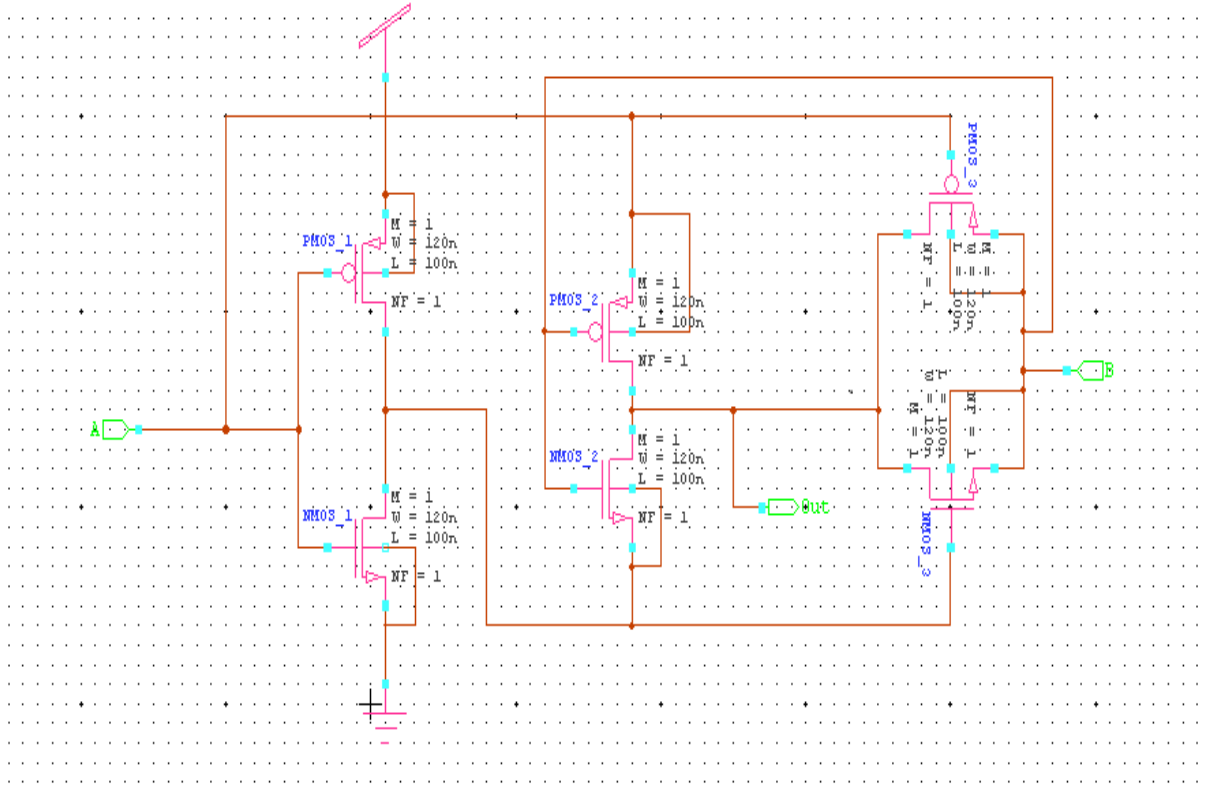 PMOS_1
M = 1
W = 120n
L = 100n
NF = 1
NMOS_1
M = 1
W = 120n
L = 100n
NF = 1
A
PMOS_2
M = 1
W = 120n
L = 100n
NF = 1
NMOS_2
M = 1
W = 120n
L = 100n
NF = 1
Out
PMOS_3
M = 1
W = 120n
L = 100n
NF = 1
B
L = 100n
W = 120n
M = 1
NF = 1
NMOS_3